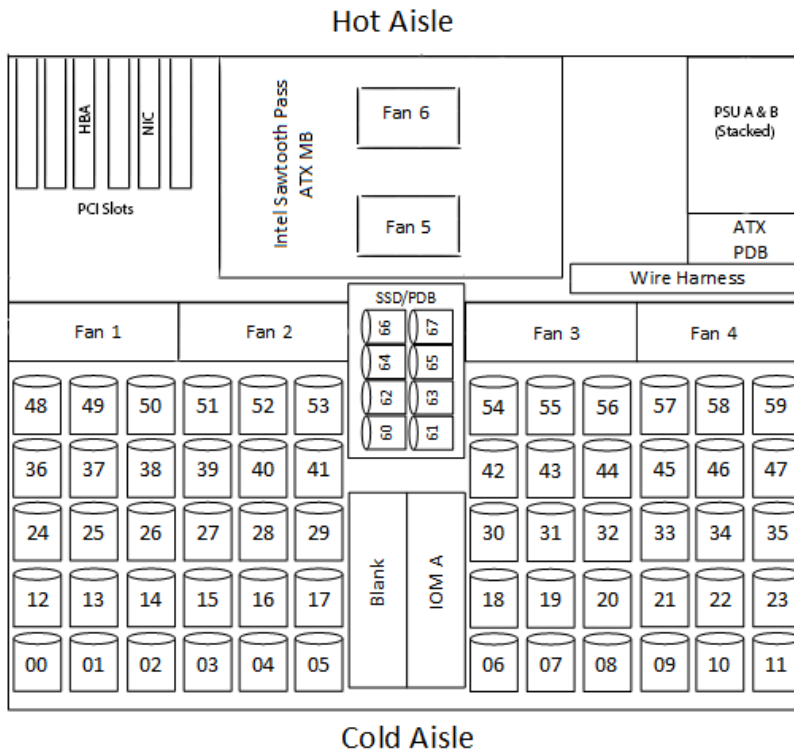 Hot Aisle
HBA
NIC
PCI Slots
Intel Sawtooth Pass
ATX MB
Fan 6
Fan 5
PSU A & B
(Stacked)
ATX
PDB
Wire Harness
SSD/PDB
66 67
64 65
62 63
60 61
Fan 1
Fan 2
Fan 3
Fan 4
48 49 50 51 52 53 54 55 56 57 58 59
36 37 38 39 40 41 42 43 44 45 46 47
24 25 26 27 28 29 30 31 32 33 34 35
12 13 14 15 16 17 18 19 20 21 22 23
00 01 02 03 04 05 06 07 08 09 10 11
Blank
IOM A
Cold Aisle